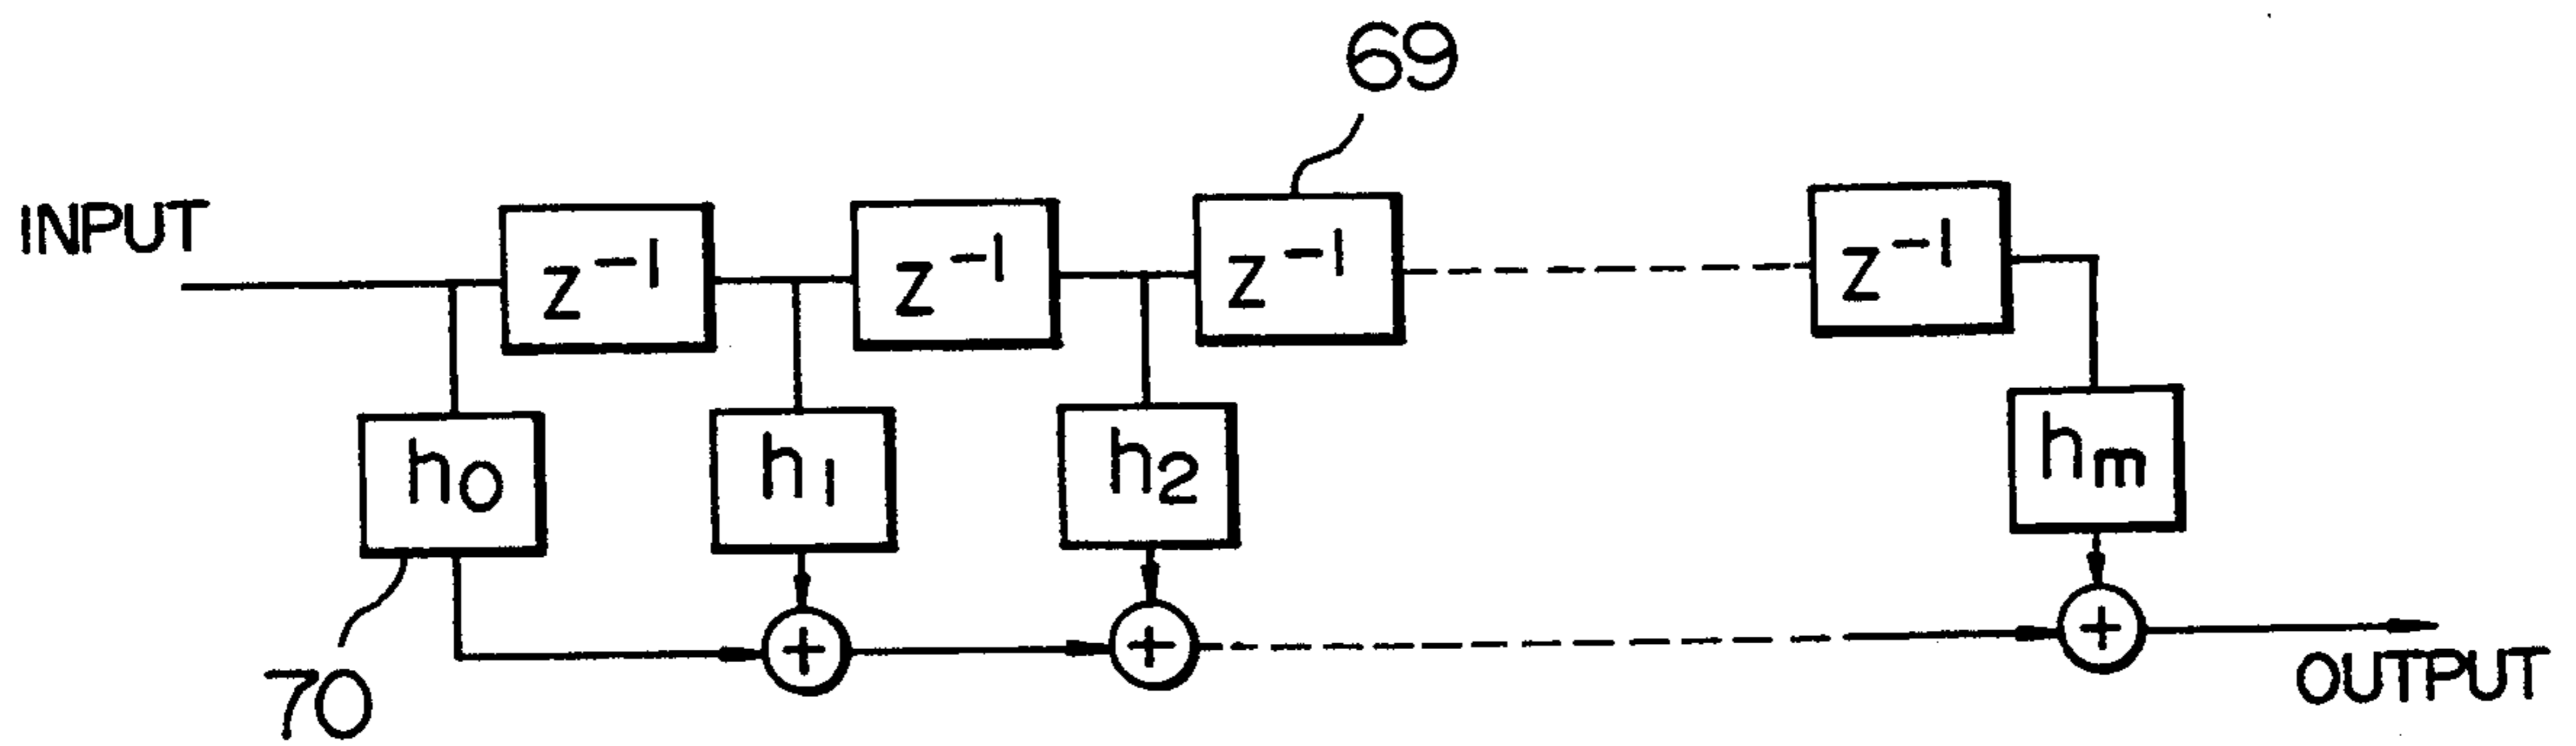 69
INPUT
z⁻¹ z⁻¹ z⁻¹ z⁻¹
h₀ h₁ h₂ hₘ
+ + +
70
OUTPUT